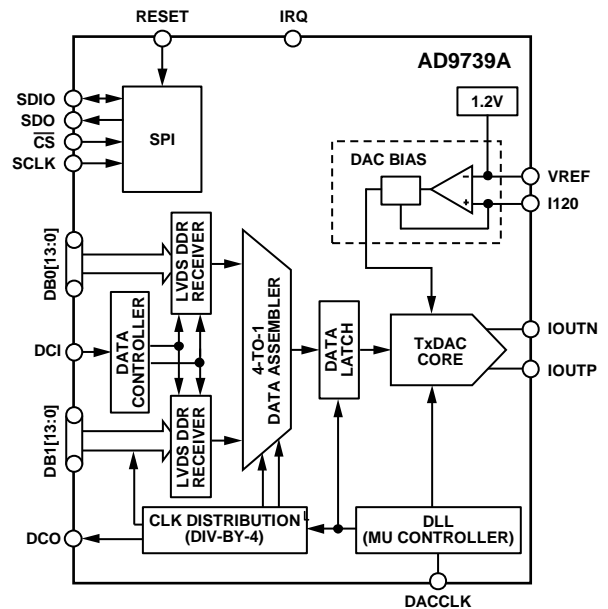 RESET
IRQ
AD9739A
1.2V
SDIO
SDO
CS
SCLK
SPI
DAC BIAS
–
+
VREF
I120
DB0[13:0]
LVDS DDR
RECEIVER
DCI
DATA
CONTROLLER
4-TO-1
DATA ASSEMBLER
DATA
LATCH
TxDAC
CORE
IOUTN
IOUTP
DB1[13:0]
LVDS DDR
RECEIVER
DCO
CLK DISTRIBUTION
(DIV-BY-4)
DLL
(MU CONTROLLER)
DACCLK